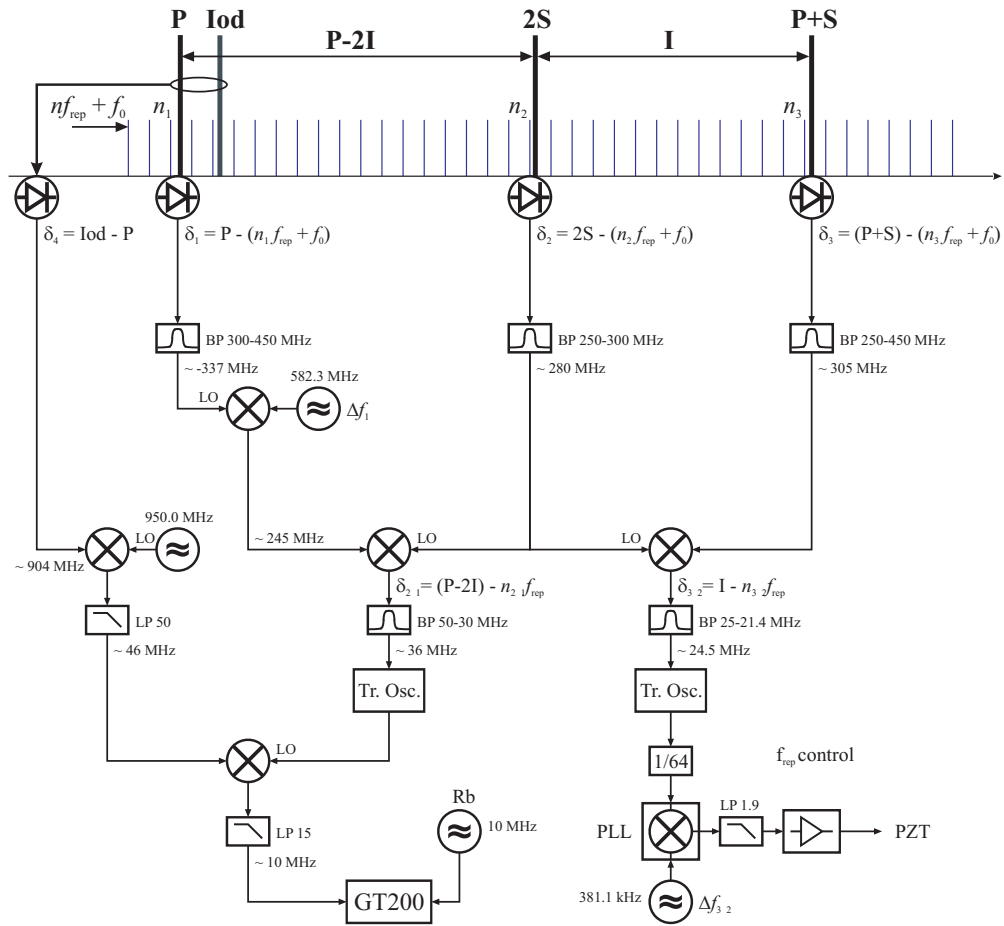 P Iod 2S P+S
P-2I I
nf_rep + f_0 n_1 n_2 n_3
δ_4 = Iod - P
δ_1 = P - (n_1 f_rep + f_0)
δ_2 = 2S - (n_2 f_rep + f_0)
δ_3 = (P+S) - (n_3 f_rep + f_0)
BP 300-450 MHz
BP 250-300 MHz
BP 250-450 MHz
~ -337 MHz
~ 280 MHz
~ 305 MHz
582.3 MHz
LO
Δf_1
950.0 MHz
LO
~ 904 MHz
~ 245 MHz
LO
LO
δ_2 1 = (P-2I) - n_2 1 f_rep
δ_3 2 = I - n_3 2 f_rep
LP 50
BP 50-30 MHz
BP 25-21.4 MHz
~ 46 MHz
~ 36 MHz
~ 24.5 MHz
Tr. Osc.
Tr. Osc.
LO
1/64
f_rep control
Rb
LP 15
10 MHz
PLL
LP 1.9
PZT
~ 10 MHz
GT200
381.1 kHz
Δf_3 2